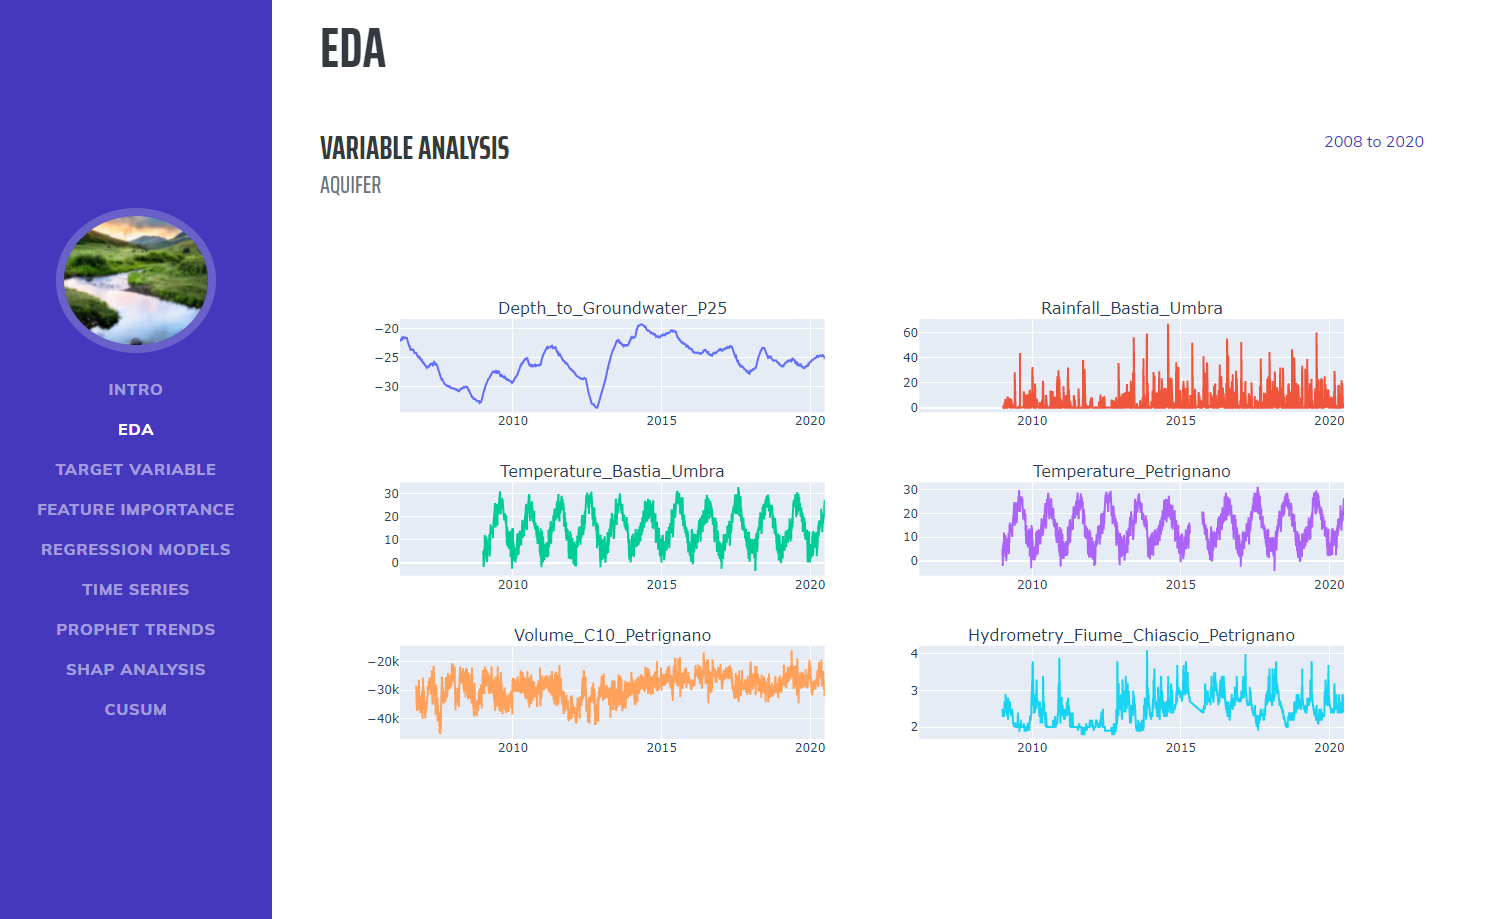 INTRO
EDA
TARGET VARIABLE
FEATURE IMPORTANCE
REGRESSION MODELS
TIME SERIES
PROPHET TRENDS
SHAP ANALYSIS
CUSUM
EDA
VARIABLE ANALYSIS
2008 to 2020
AQUIFER
Depth_to_Groundwater_P25
−20
−25
−30
2010 2015 2020
Rainfall_Bastia_Umbra
60
40
20
0
2010 2015 2020
Temperature_Bastia_Umbra
30
20
10
0
2010 2015 2020
Temperature_Petrignano
30
20
10
0
2010 2015 2020
Volume_C10_Petrignano
−20k
−30k
−40k
2010 2015 2020
Hydrometry_Fiume_Chiascio_Petrignano
4
3
2
2010 2015 2020